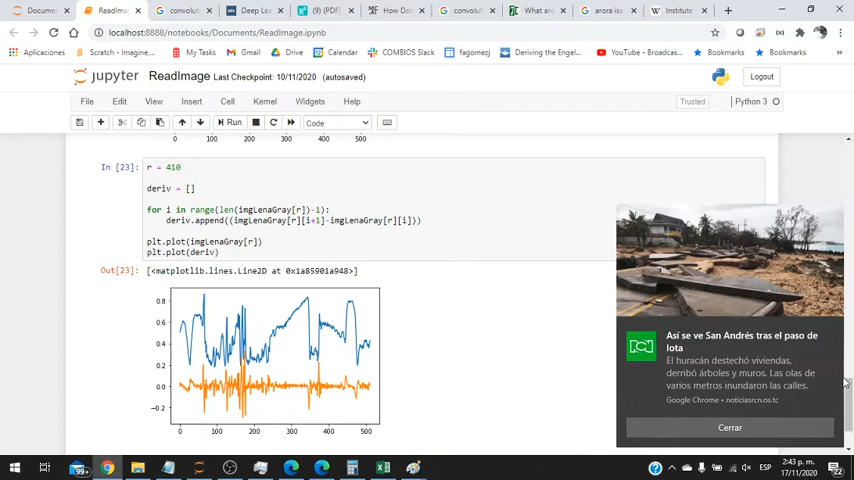 Docume
ReadImag
convoluti
Deep Lea
(9) (PDF)
How Do
convolut
What are
arora isa
Institute
localhost:8888/notebooks/Documents/ReadImage.ipynb
Aplicaciones
Scratch – Imagine,...
My Tasks
Gmail
Drive
Calendar
COMBIOS Slack
fagomezj
Deriving the Engel...
YouTube - Broadcas...
Bookmarks
Bookmarks
jupyter ReadImage Last Checkpoint: 10/11/2020 (autosaved)
Logout
File Edit View Insert Cell Kernel Widgets Help
Trusted
Python 3
Run
Code
0 100 200 300 400 500
In [23]:
r = 410
deriv = []
for i in range(len(imgLenaGray[r])-1):
deriv.append((imgLenaGray[r][i+1]-imgLenaGray[r][i]))
plt.plot(imgLenaGray[r])
plt.plot(deriv)
Out[23]:
[<matplotlib.lines.Line2D at 0x1a85901a948>]
0.8
0.6
0.4
0.2
0.0
−0.2
0 100 200 300 400 500
Así se ve San Andrés tras el paso de
Iota
El huracán destechó viviendas,
derribó árboles y muros. Las olas de
varios metros inundaron las calles.
Google Chrome • noticiasrcn.os.tc
Cerrar
99+
ESP
2:43 p. m.
17/11/2020
22